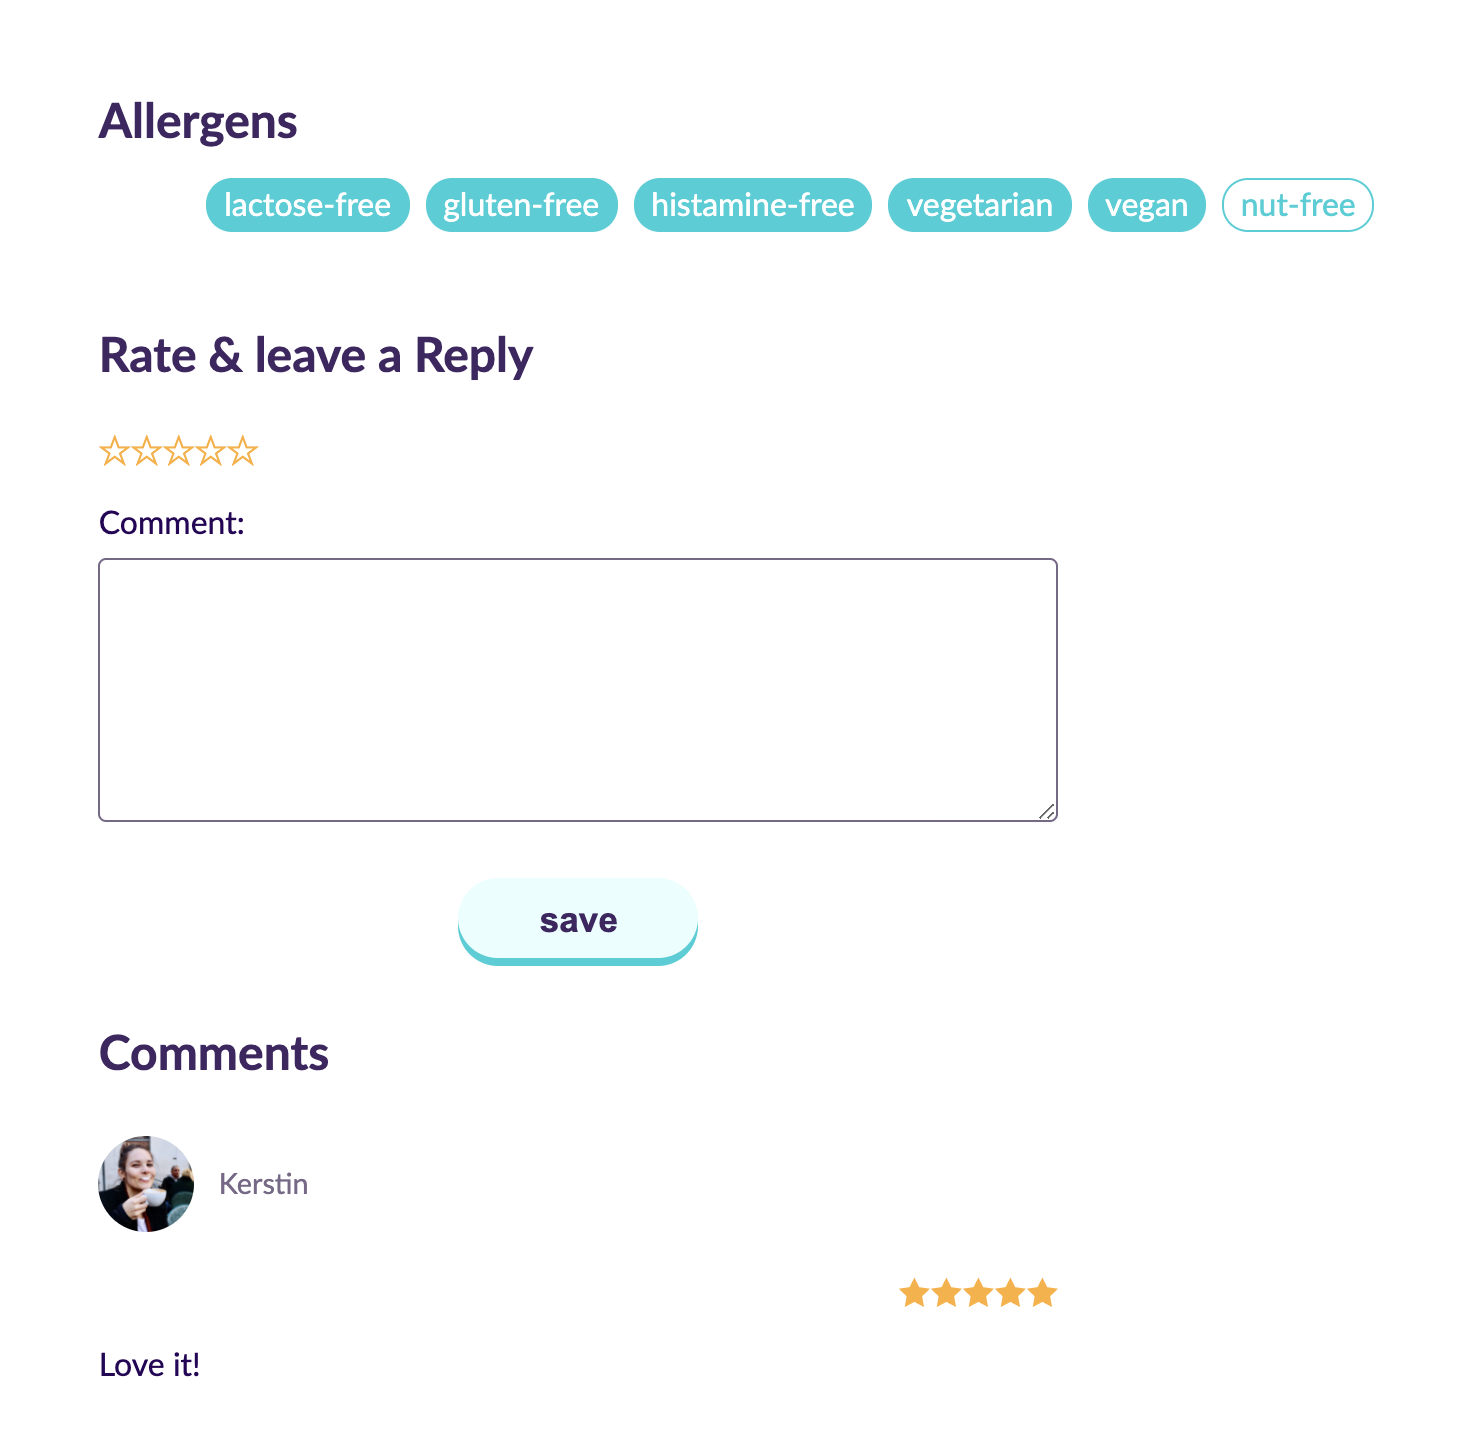 Allergens
lactose-free gluten-free histamine-free vegetarian vegan nut-free
Rate & leave a Reply
Comment:
save
Comments
Kerstin
Love it!